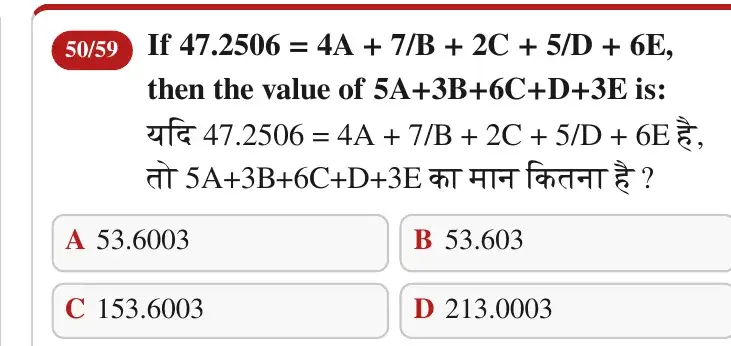 50/59 If 47.2506 = 4A + 7/B + 2C + 5/D + 6E,
then the value of 5A+3B+6C+D+3E is:
यदि 47.2506 = 4A + 7/B + 2C + 5/D + 6E है,
तो 5A+3B+6C+D+3E का मान कितना है ?
A 53.6003
B 53.603
C 153.6003
D 213.0003